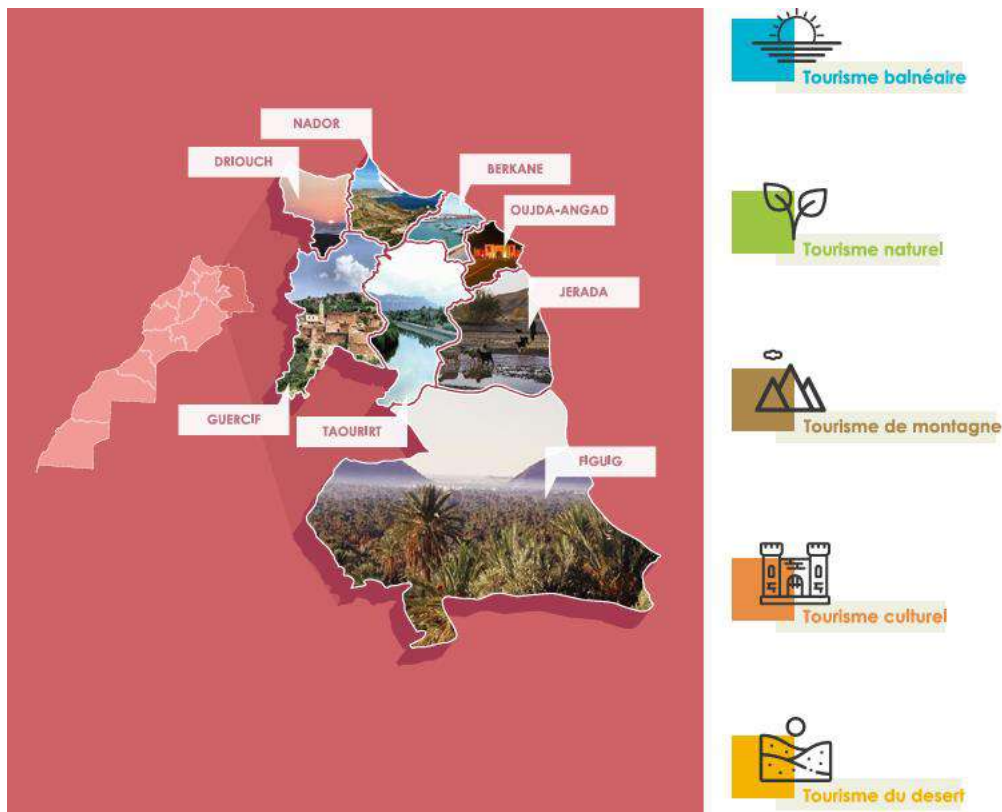 NADOR
DRIOUCH
BERKANE
OUJDA-ANGAD
JERADA
GUERCIF
TAOURIRT
FIGUIG
Tourisme balnéaire
Tourisme naturel
Tourisme de montagne
Tourisme culturel
Tourisme du desert